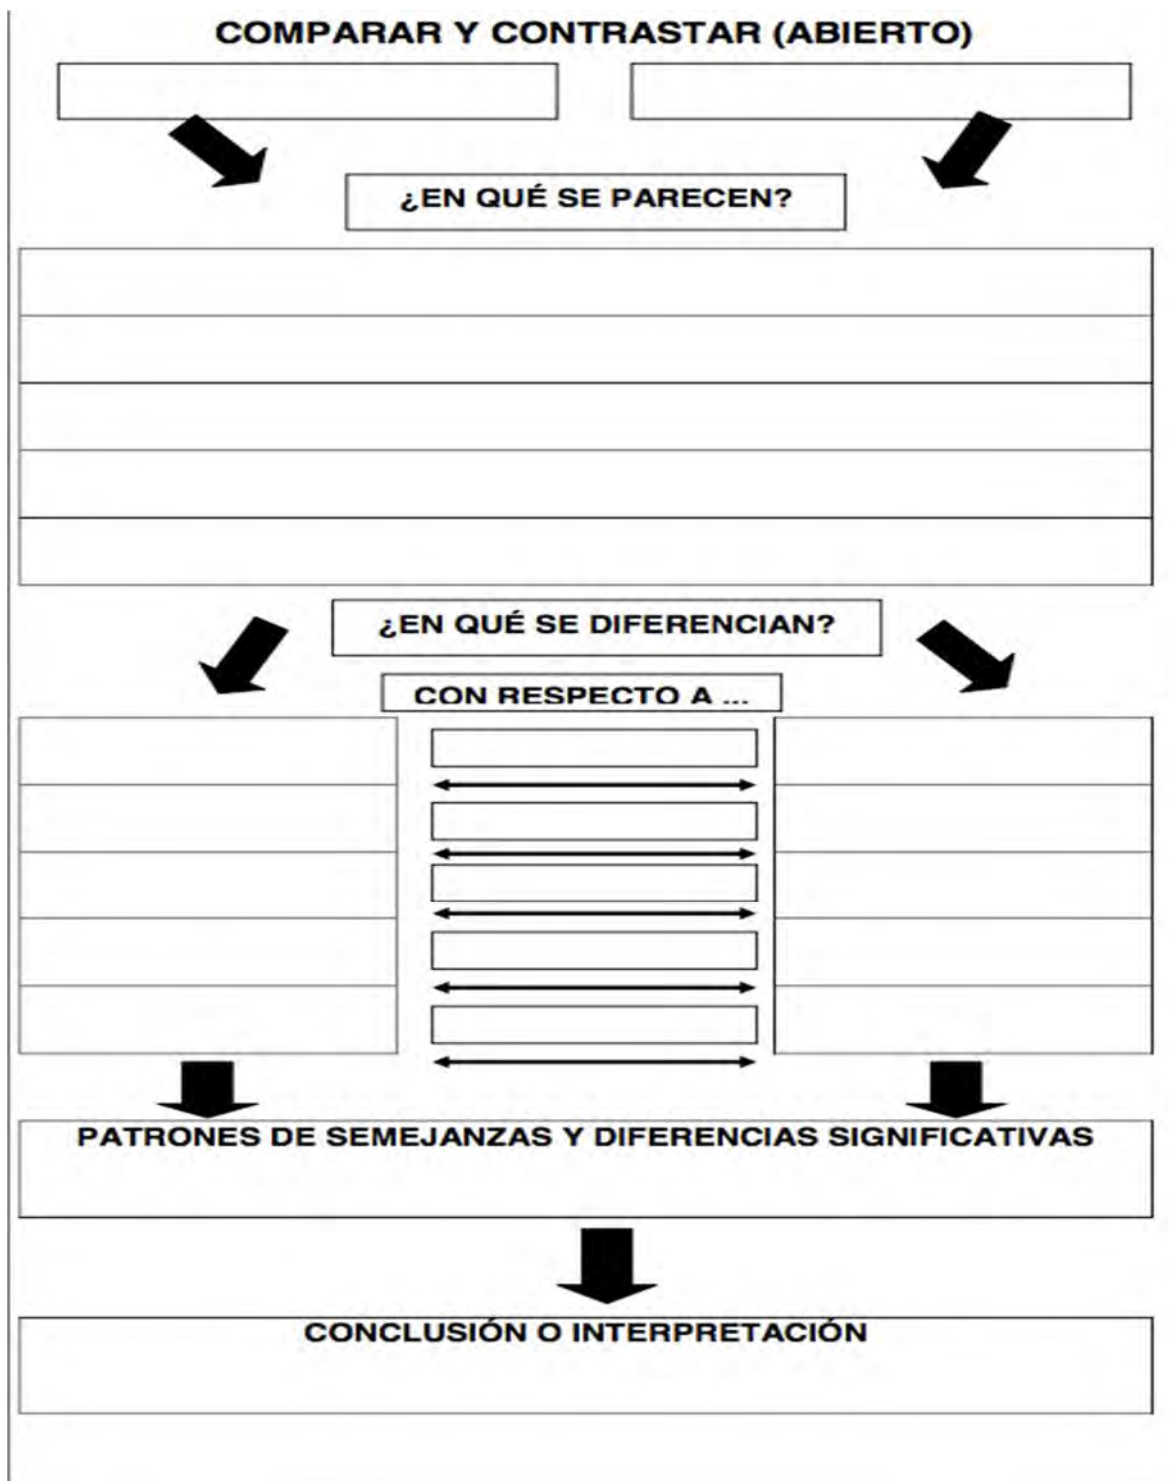 COMPARAR Y CONTRASTAR (ABIERTO)
¿EN QUÉ SE PARECEN?
¿EN QUÉ SE DIFERENCIAN?
CON RESPECTO A ...
PATRONES DE SEMEJANZAS Y DIFERENCIAS SIGNIFICATIVAS
CONCLUSIÓN O INTERPRETACIÓN